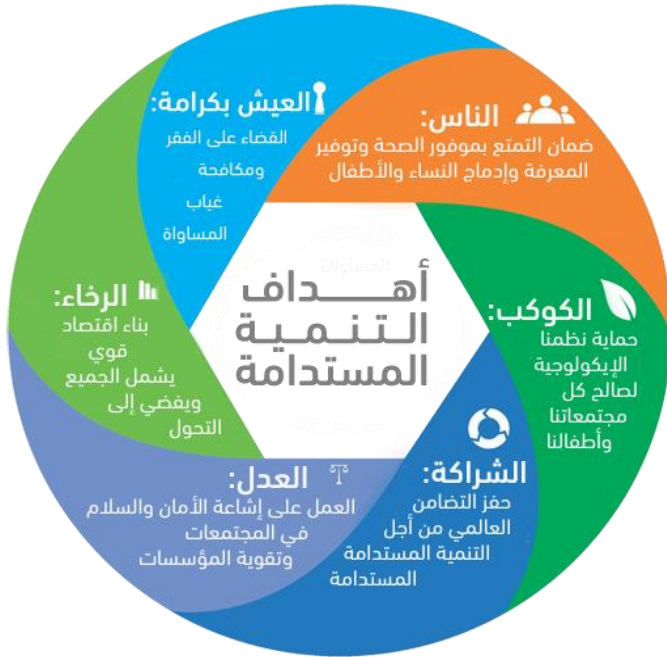 العيش بكرامة:
القضاء على الفقر
ومكافحة
غياب
المساواة
الناس:
ضمان التمتع بموفور الصحة وتوفير
المعرفة وإدماج النساء والأطفال
الكوكب:
حماية نظمنا
الإيكولوجية
لصالح كل
مجتمعاتنا
وأطفالنا
الشراكة:
حفز التضامن
العالمي من أجل
التنمية المستدامة
المستدامة
العدل:
العمل على إشاعة الأمان والسلام
في المجتمعات
وتقوية المؤسسات
الرخاء:
بناء اقتصاد
قوي
يشمل الجميع
ويفضي إلى
التحول
المساواة
أهــداف
التنمية
المستدامة